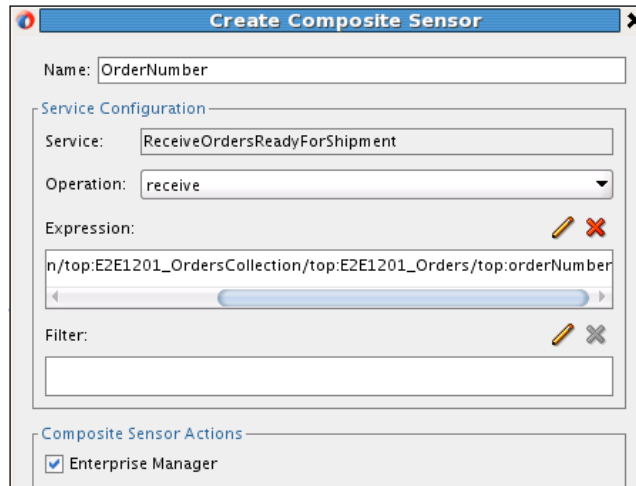 Create Composite Sensor
Name: OrderNumber
Service Configuration
Service: ReceiveOrdersReadyForShipment
Operation: receive
Expression:
n/top:E2E1201_OrdersCollection/top:E2E1201_Orders/top:orderNumber
Filter:
Composite Sensor Actions
Enterprise Manager